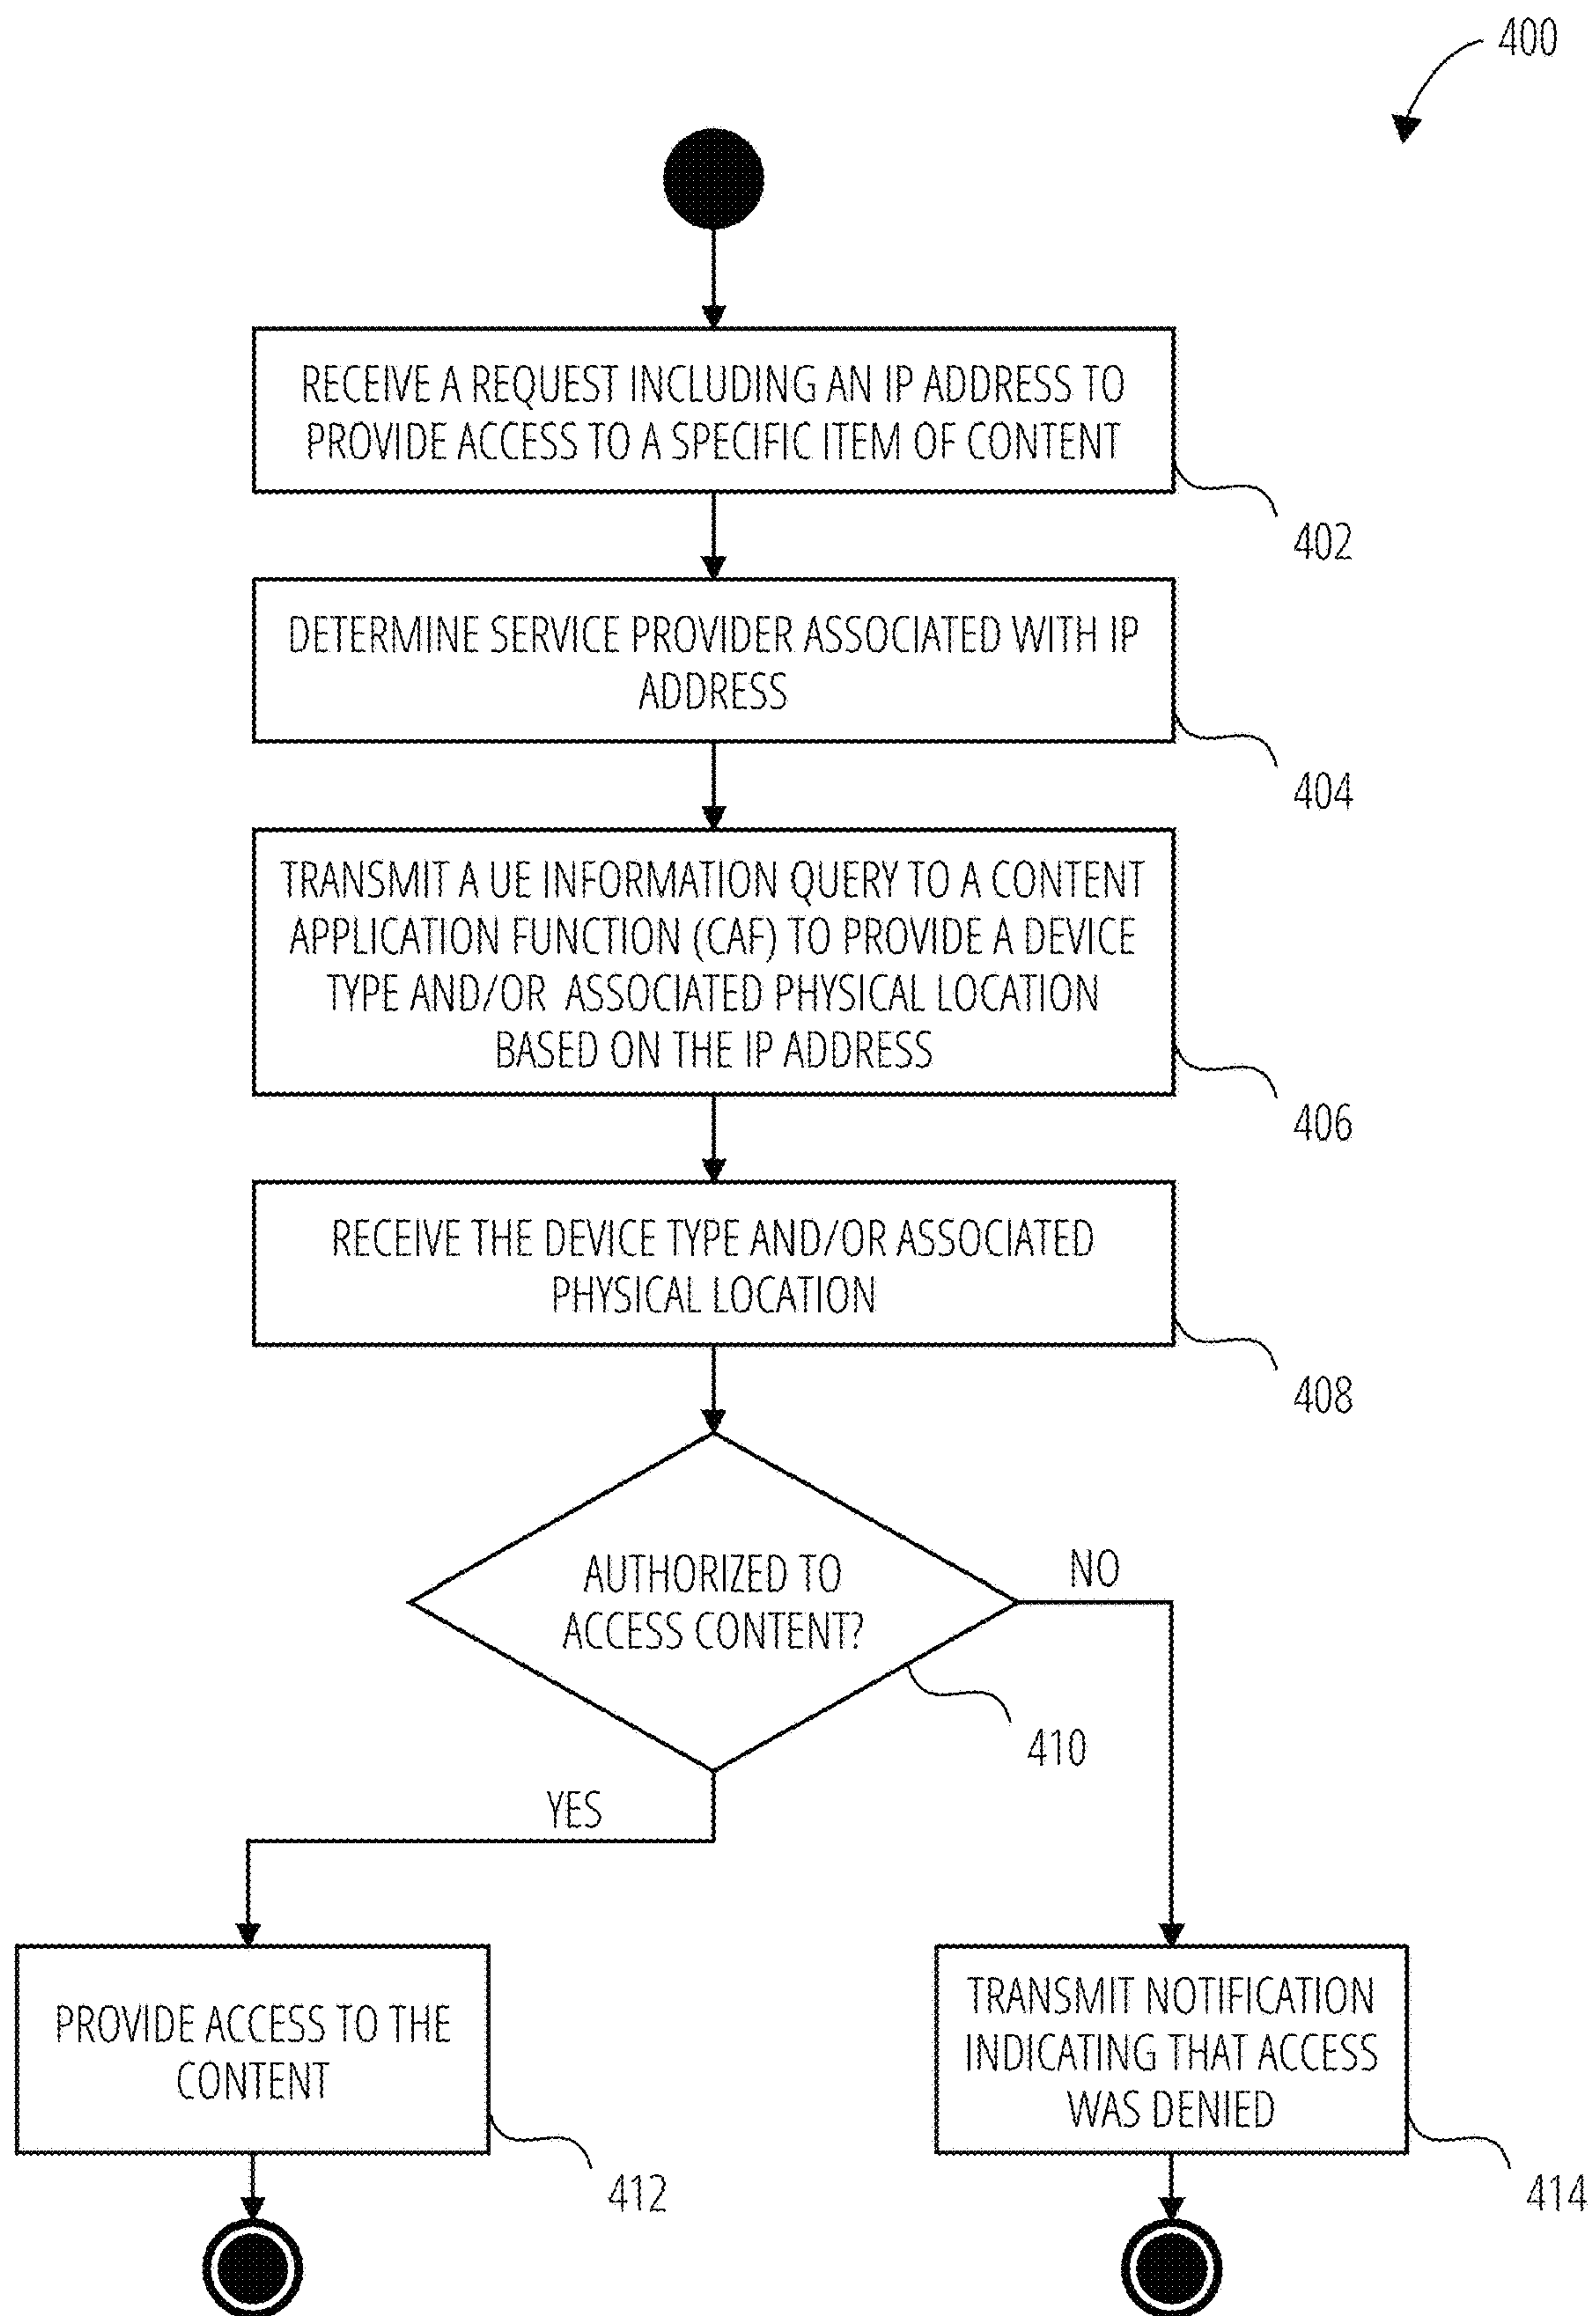 400
RECEIVE A REQUEST INCLUDING AN IP ADDRESS TO
PROVIDE ACCESS TO A SPECIFIC ITEM OF CONTENT
402
DETERMINE SERVICE PROVIDER ASSOCIATED WITH IP
ADDRESS
404
TRANSMIT A UE INFORMATION QUERY TO A CONTENT
APPLICATION FUNCTION (CAF) TO PROVIDE A DEVICE
TYPE AND/OR ASSOCIATED PHYSICAL LOCATION
BASED ON THE IP ADDRESS
406
RECEIVE THE DEVICE TYPE AND/OR ASSOCIATED
PHYSICAL LOCATION
408
AUTHORIZED TO
ACCESS CONTENT?
NO
410
YES
PROVIDE ACCESS TO THE
CONTENT
412
TRANSMIT NOTIFICATION
INDICATING THAT ACCESS
WAS DENIED
414